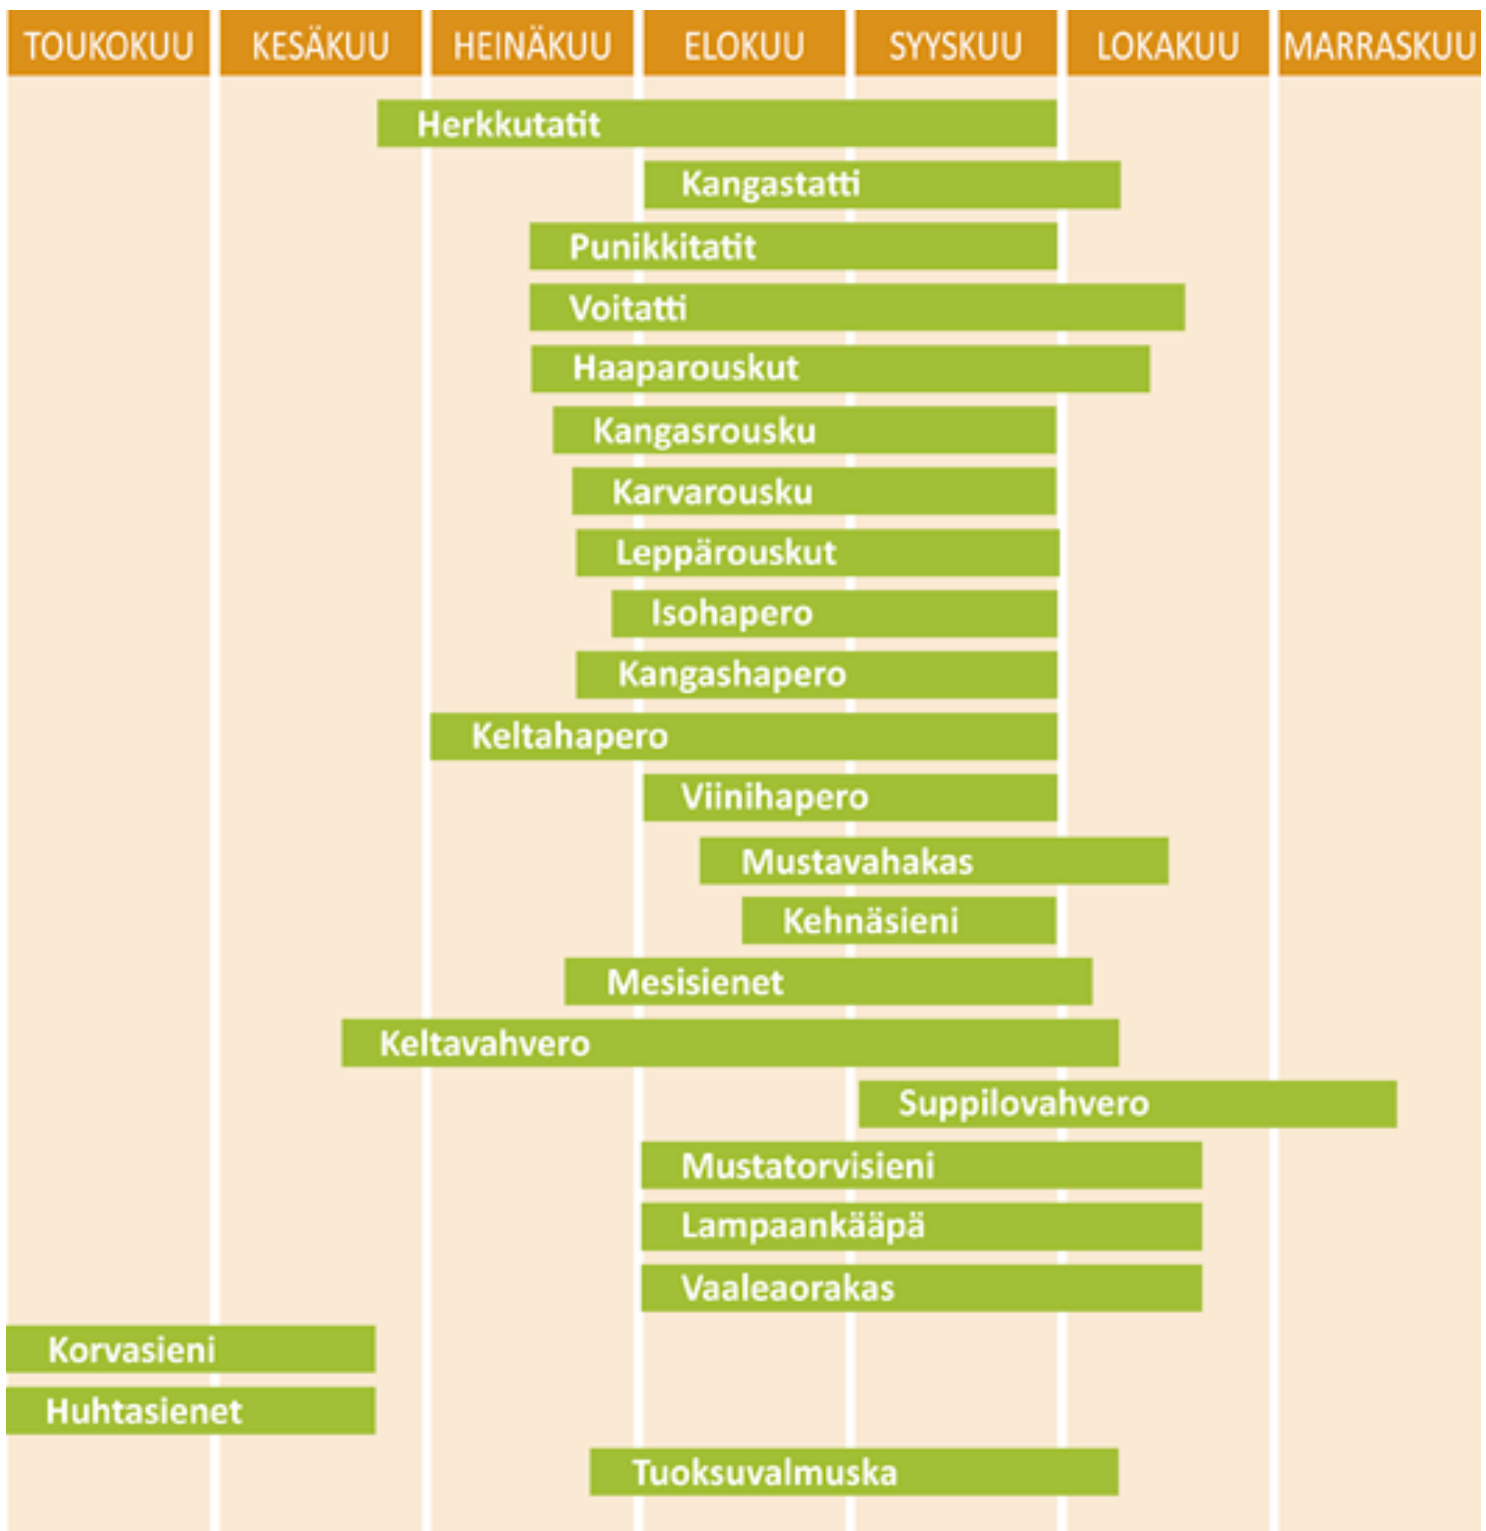 TOUKOKUU KESÄKUU HEINÄKUU ELOKUU SYYSKUU LOKAKUU MARRASKUU
Herkkutatit
Kangastatti
Punikkitatit
Voitatti
Haaparouskut
Kangasrousku
Karvarousku
Leppärouskut
Isohapero
Kangashapero
Keltahapero
Viinihapero
Mustavahakas
Kehnäsieni
Mesisienet
Keltavahvero
Suppilovahvero
Mustatorvisieni
Lampaankääpä
Vaaleaorakas
Korvasieni
Huhtasienet
Tuoksuvalmuska